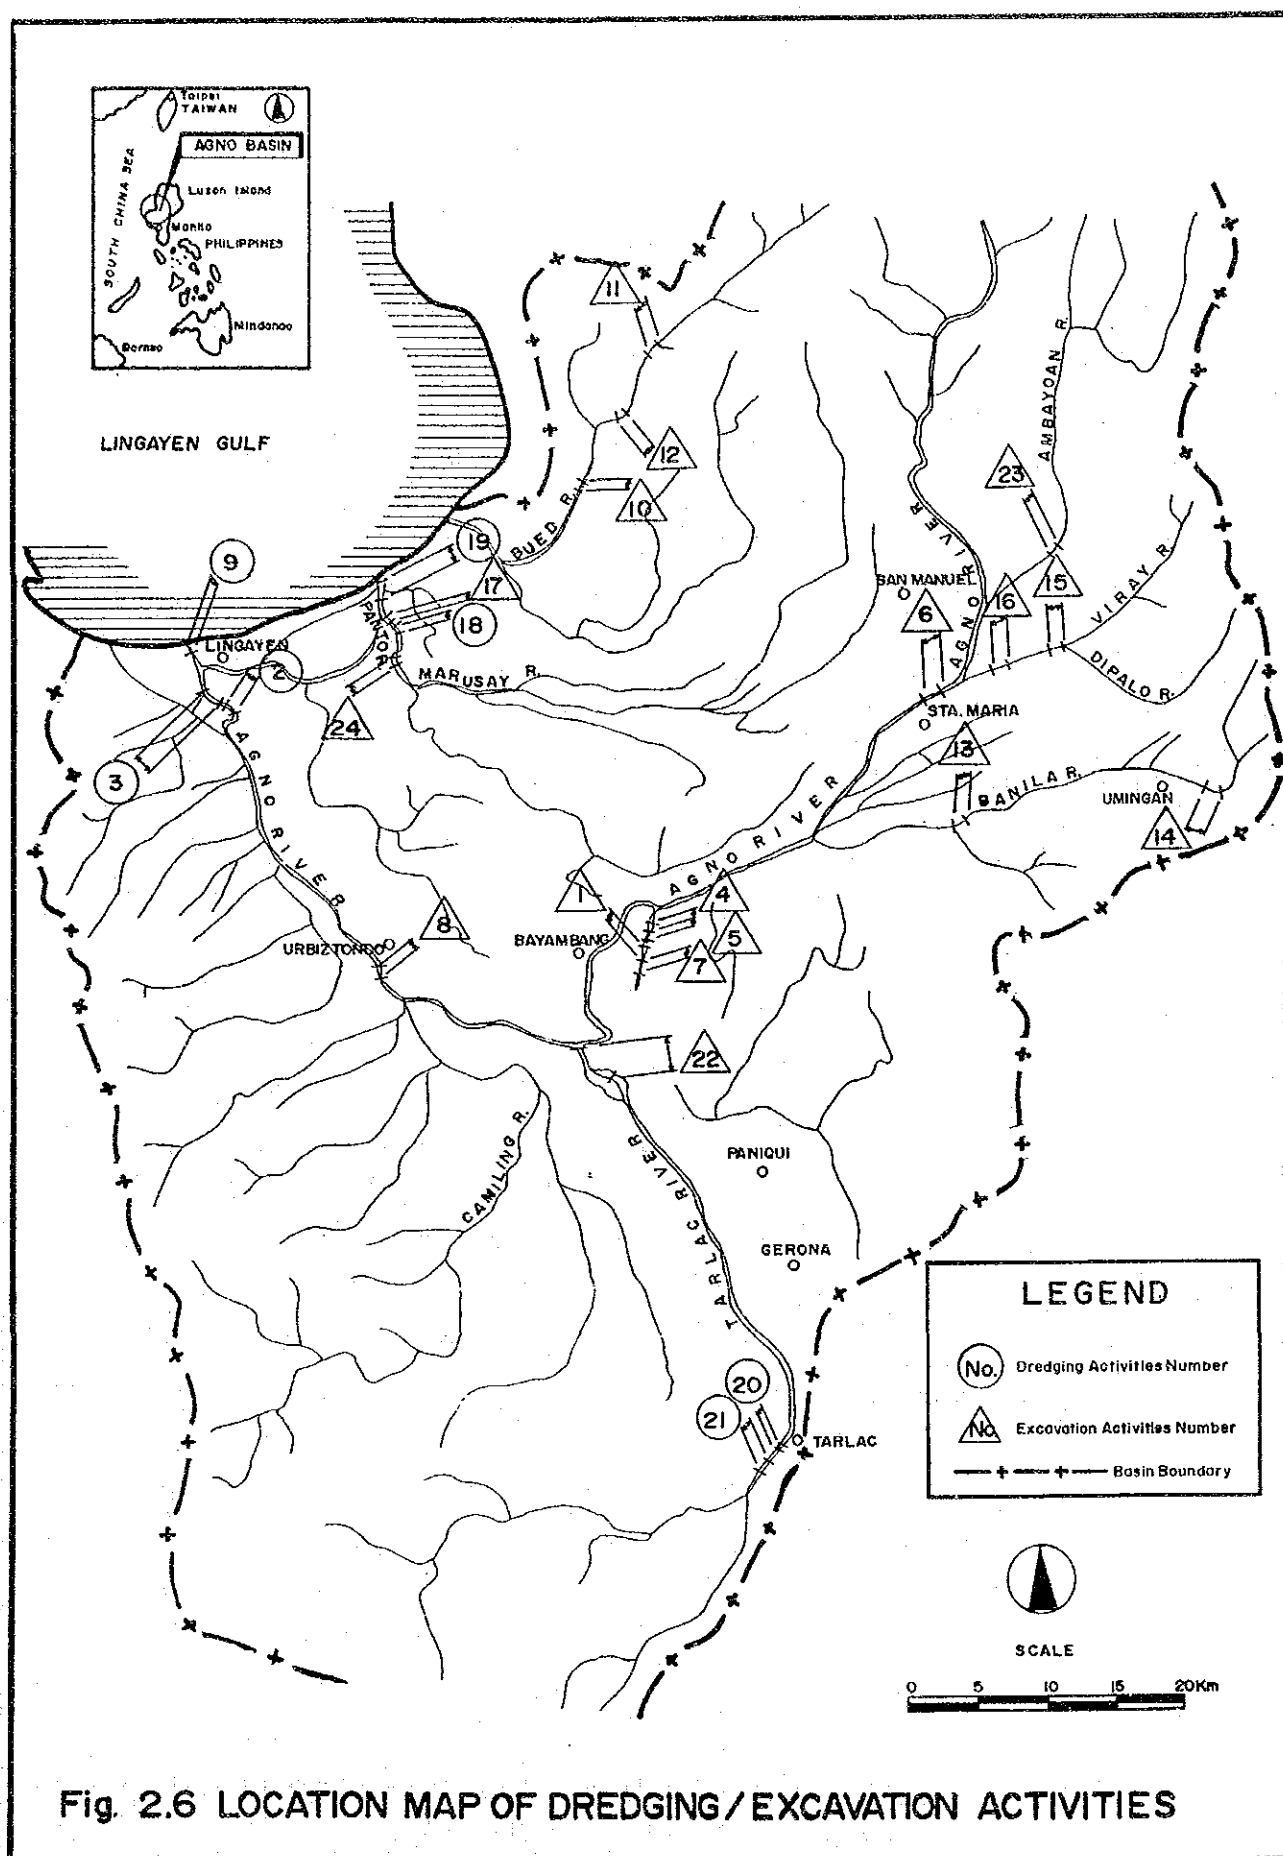 Taipei
TAIWAN
AGNO BASIN
SOUTH CHINA SEA
Luzon Island
Manila
PHILIPPINES
Mindanao
Borneo
LINGAYEN GULF
11
12
10
BUED R.
19
17
18
9
PANTOR
LINGAYEN
2
MARUSAY R.
24
3
AGNO RIVER
AMBAYOAN R.
23
AGNO RIVER
SAN MANUEL
6
16
15
VIRAY R.
DIPALO R.
STA. MARIA
13
BANILA R.
UMINGAN
14
AGNO RIVER
1
4
5
7
8
BAYAMBANG
URBIZTONDO
22
CAMILING R.
TARLAC RIVER
PANIQUI
GERONA
20
21
TARLAC
LEGEND
No. Dredging Activities Number
No. Excavation Activities Number
Basin Boundary
SCALE
0 5 10 15 20Km
Fig. 2.6 LOCATION MAP OF DREDGING/EXCAVATION ACTIVITIES